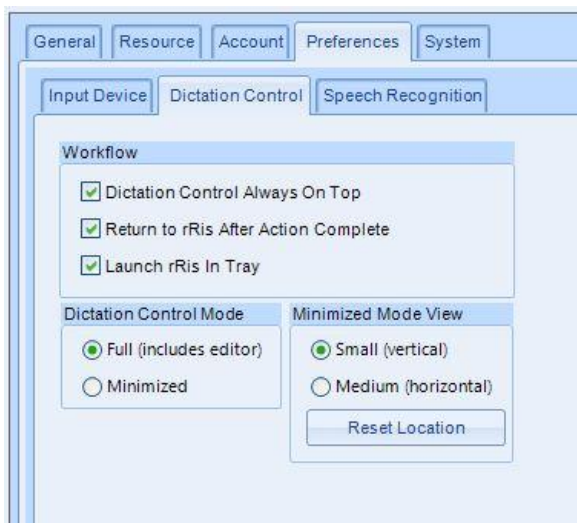 General Resource Account Preferences System
Input Device Dictation Control Speech Recognition
Workflow
Dictation Control Always On Top
Return to rRis After Action Complete
Launch rRis In Tray
Dictation Control Mode
Full (includes editor)
Minimized
Minimized Mode View
Small (vertical)
Medium (horizontal)
Reset Location